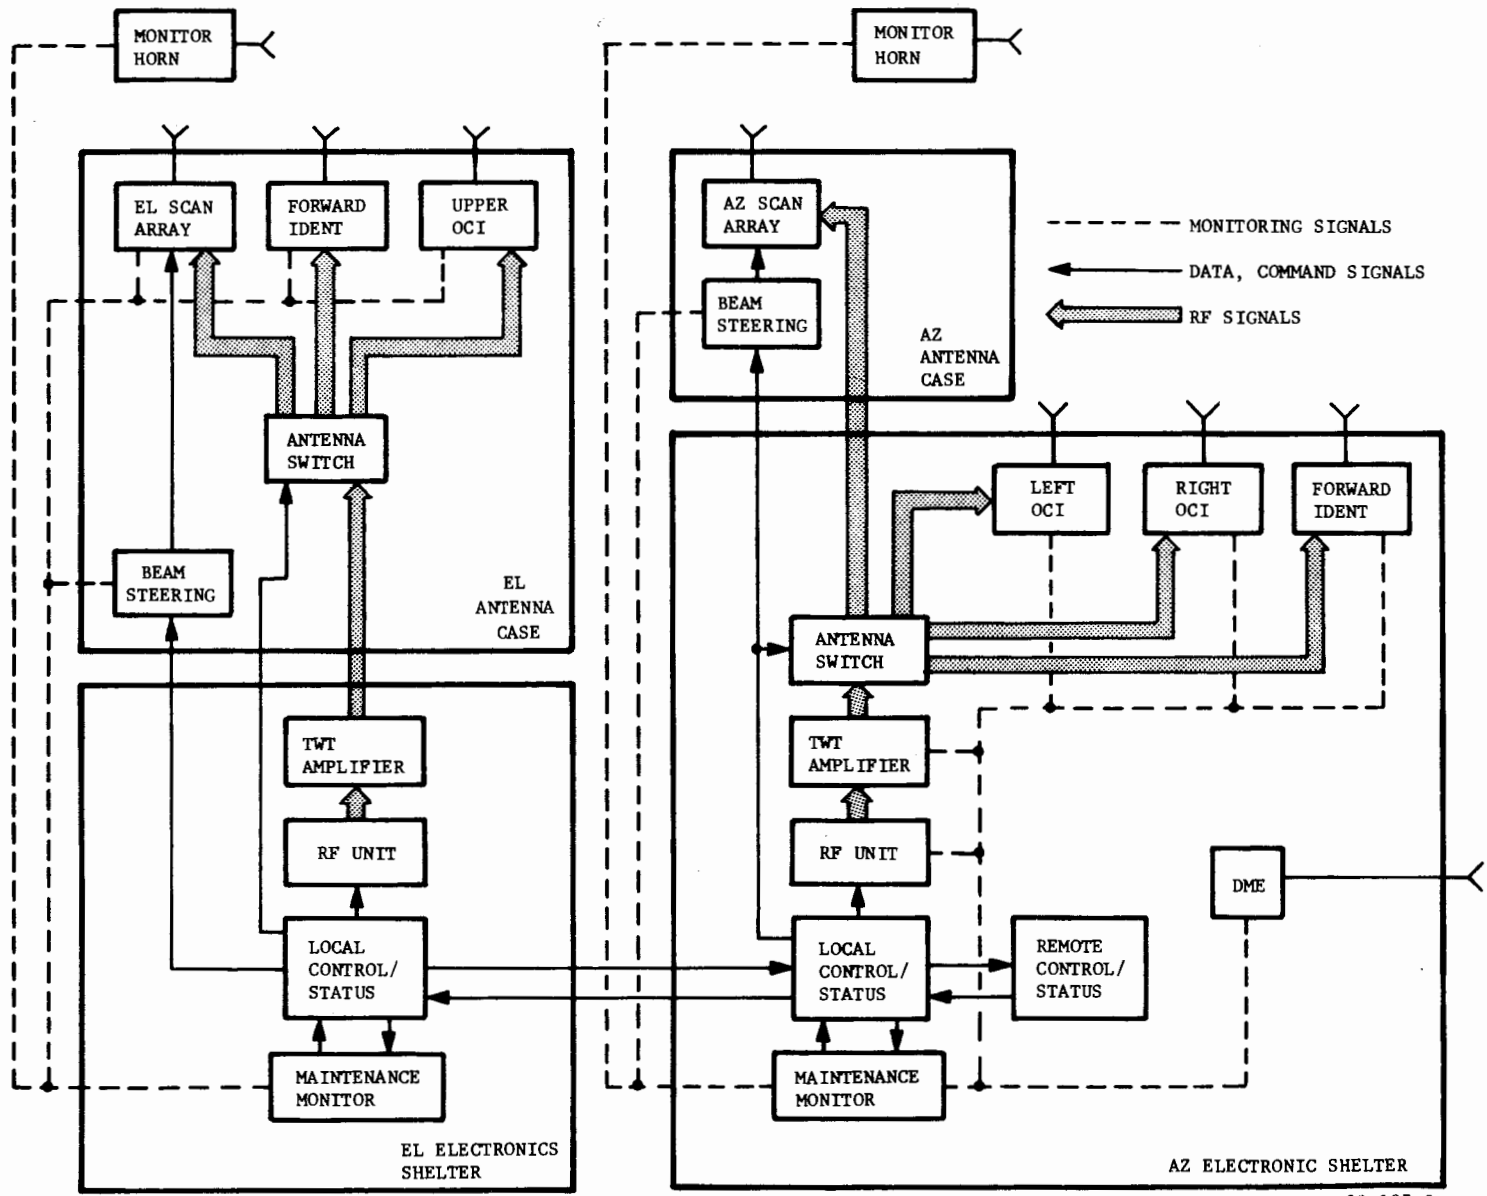 MONITOR
HORN
MONITOR
HORN
EL SCAN
ARRAY
FORWARD
IDENT
UPPER
OCI
AZ SCAN
ARRAY
MONITORING SIGNALS
DATA, COMMAND SIGNALS
RF SIGNALS
BEAM
STEERING
AZ
ANTENNA
CASE
ANTENNA
SWITCH
LEFT
OCI
RIGHT
OCI
FORWARD
IDENT
BEAM
STEERING
EL
ANTENNA
CASE
ANTENNA
SWITCH
TWT
AMPLIFIER
TWT
AMPLIFIER
RF UNIT
RF UNIT
DME
LOCAL
CONTROL/
STATUS
LOCAL
CONTROL/
STATUS
REMOTE
CONTROL/
STATUS
MAINTENANCE
MONITOR
MAINTENANCE
MONITOR
EL ELECTRONICS
SHELTER
AZ ELECTRONIC SHELTER